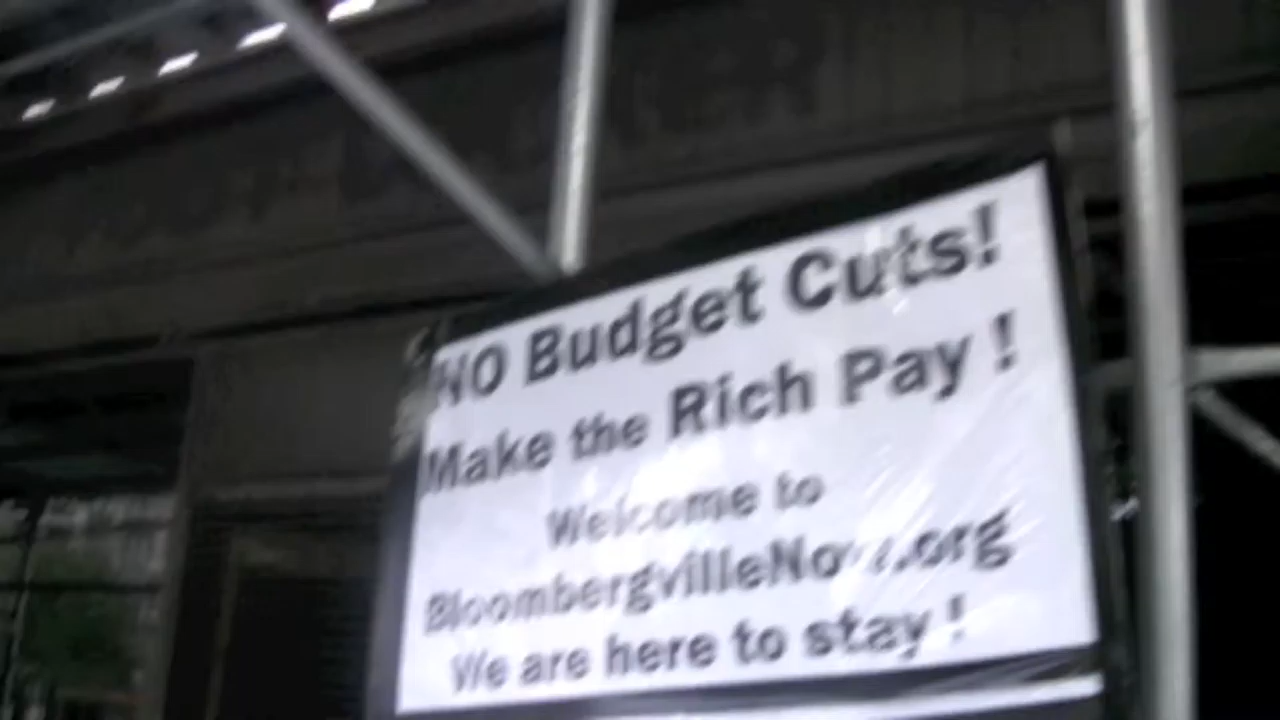 NO Budget Cuts!
Make the Rich Pay !
Welcome to
BloombergvilleNow.org
We are here to stay !